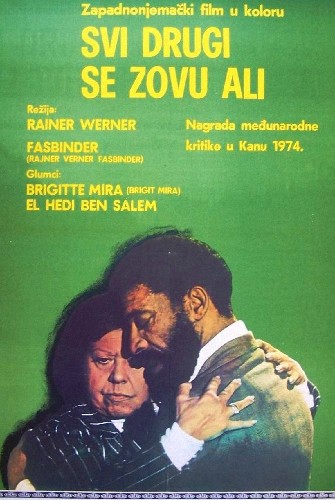 Zapadnonjemački film u koloru
SVI DRUGI
SE ZOVU ALI
Režija:
RAINER WERNER
FASBINDER
(RAJNER VERNER FASBINDER)
Nagrada međunarodne
kritike u Kanu 1974.
Glumci:
BRIGITTE MIRA (BRIGIT MIRA)
EL HEDI BEN SALEM